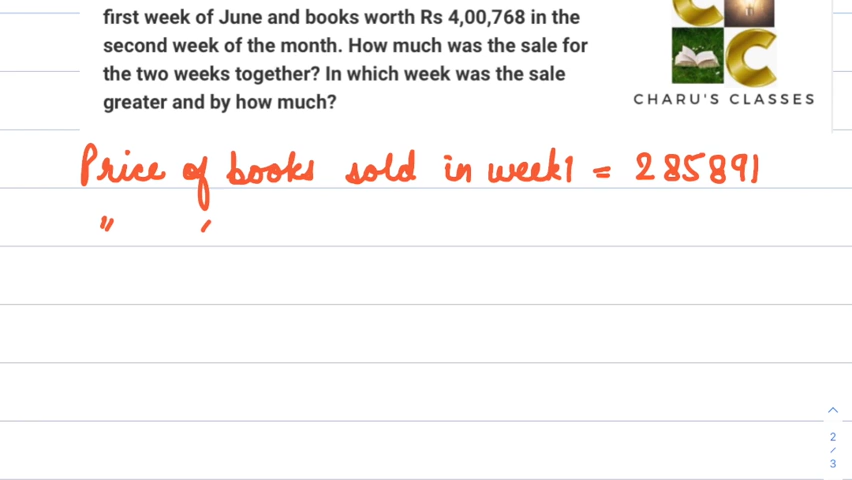 first week of June and books worth Rs 4,00,768 in the
second week of the month. How much was the sale for
the two weeks together? In which week was the sale
greater and by how much?
CHARU'S CLASSES
Price of books sold in week1 = 285891
" '
2
/
3